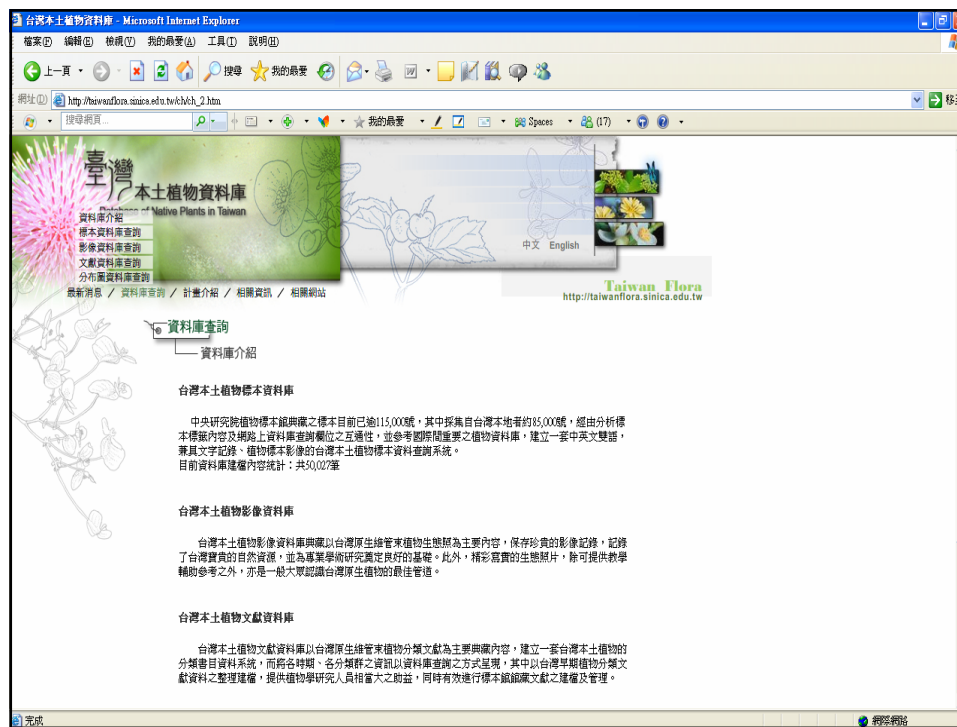 台灣本土植物資料庫 - Microsoft Internet Explorer
檔案(F) 編輯(E) 檢視(V) 我的最愛(A) 工具(T) 說明(H)
上一頁 搜尋 我的最愛
網址(D) http://taiwanflora.sinica.edu.tw/ch/ch_2.htm 移至
搜尋網頁... 我的最愛 Spaces (17)
臺灣
本土植物資料庫
Database of Native Plants in Taiwan
資料庫介紹
標本資料庫查詢
影像資料庫查詢
文獻資料庫查詢
分布圖資料庫查詢
中文 English
最新消息 / 資料庫查詢 / 計畫介紹 / 相關資訊 / 相關網站
Taiwan Flora
http://taiwanflora.sinica.edu.tw
資料庫查詢
資料庫介紹
台灣本土植物標本資料庫
中央研究院植物標本館典藏之標本目前已逾115,000號,其中採集自台灣本地者約85,000號,經由分析標
本標籤內容及網路上資料庫查詢欄位之互通性,並參考國際間重要之植物資料庫,建立一套中英文雙語,
兼具文字記錄、植物標本影像的台灣本土植物標本資料查詢系統。
目前資料庫建檔內容統計:共50,027筆
台灣本土植物影像資料庫
台灣本土植物影像資料庫典藏以台灣原生維管束植物生態照為主要內容,保存珍貴的影像記錄,記錄
了台灣寶貴的自然資源,並為專業學術研究奠定良好的基礎。此外,精彩寫實的生態照片,除可提供教學
輔助參考之外,亦是一般大眾認識台灣原生植物的最佳管道。
台灣本土植物文獻資料庫
台灣本土植物文獻資料庫以台灣原生維管束植物分類文獻為主要典藏內容,建立一套台灣本土植物的
分類書目資料系統,而將各時期、各分類群之資訊以資料庫查詢之方式呈現,其中以台灣早期植物分類文
獻資料之整理建檔,提供植物學研究人員相當大之助益,同時有效進行標本館館藏文獻之建檔及管理。
完成 網際網路